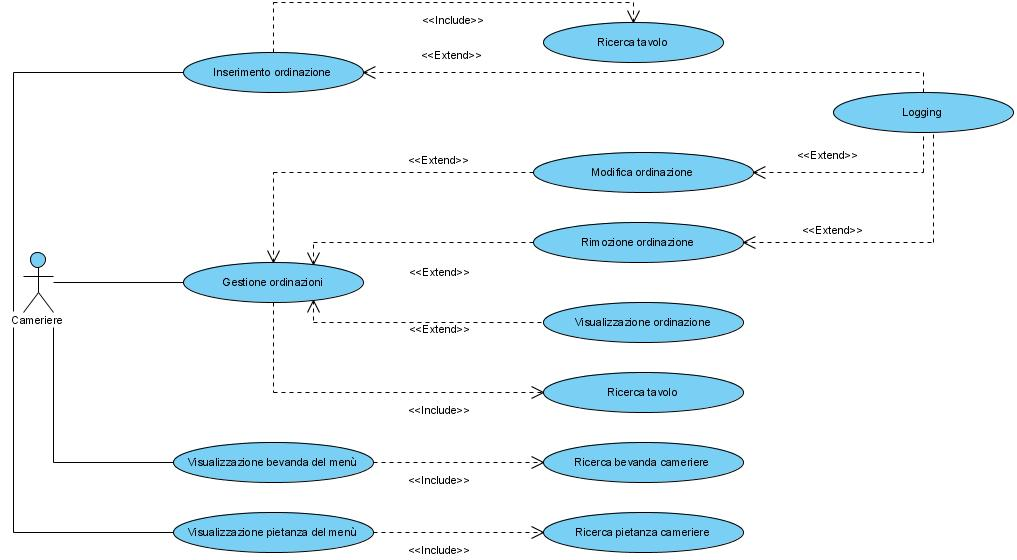 <<Include>>
Ricerca tavolo
<<Extend>>
Inserimento ordinazione
Logging
<<Extend>>
<<Extend>>
Modifica ordinazione
<<Extend>>
Rimozione ordinazione
<<Extend>>
Gestione ordinazioni
Cameriere
Visualizzazione ordinazione
<<Extend>>
Ricerca tavolo
<<Include>>
Visualizzazione bevanda del menù
Ricerca bevanda cameriere
<<Include>>
Visualizzazione pietanza del menù
Ricerca pietanza cameriere
<<Include>>